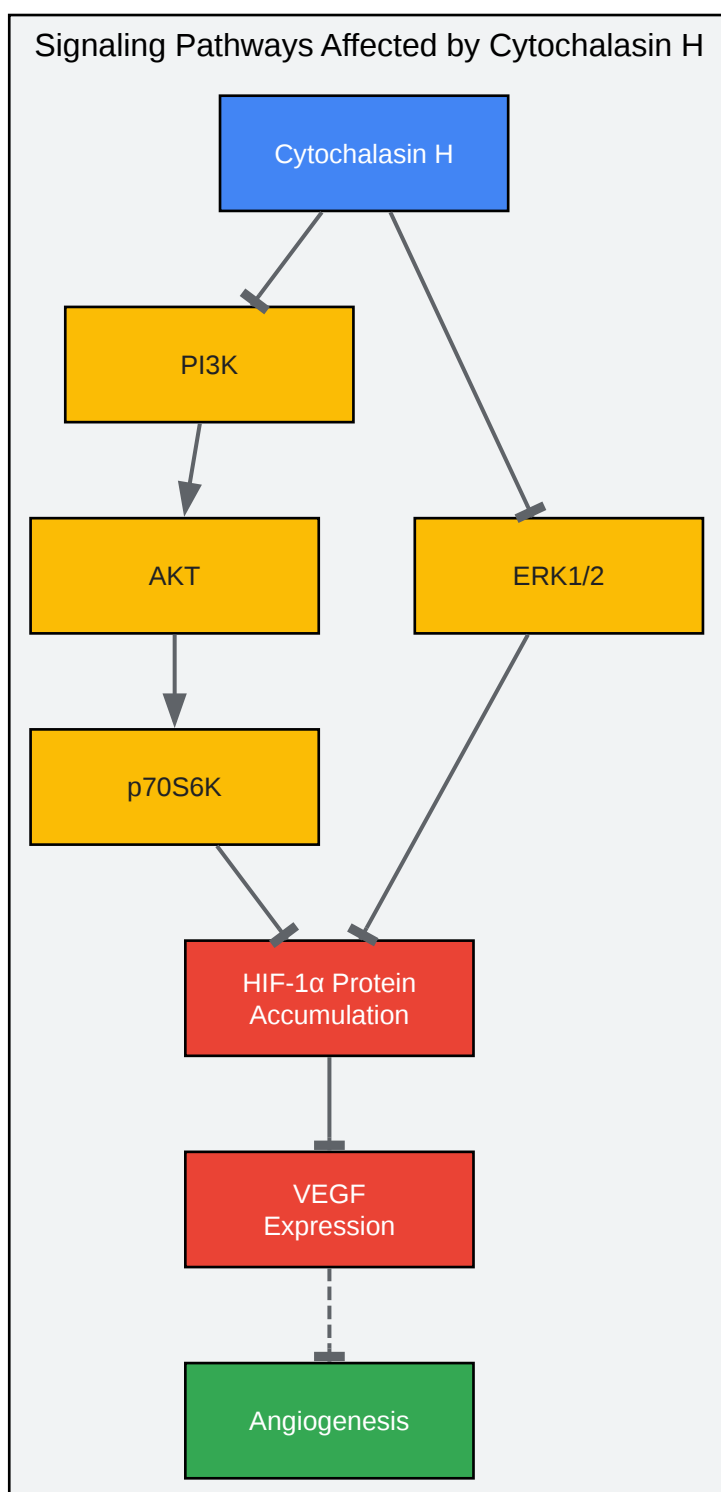 Signaling Pathways Affected by Cytochalasin H
Cytochalasin H
PI3K
AKT
ERK1/2
p70S6K
HIF-1α Protein
Accumulation
VEGF
Expression
Angiogenesis